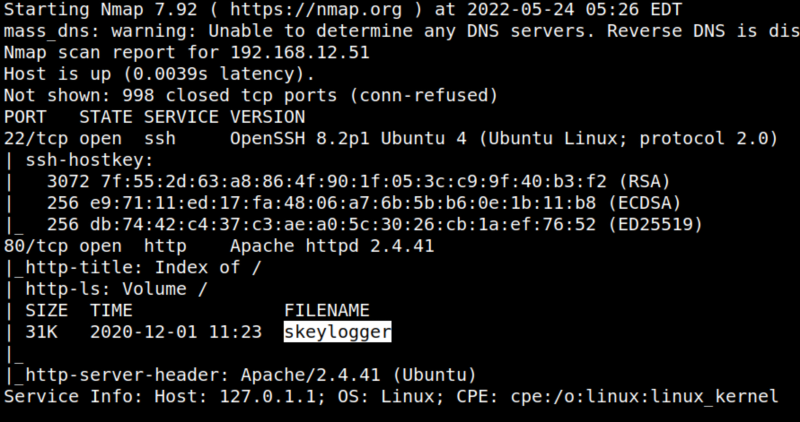 Starting Nmap 7.92 ( https://nmap.org ) at 2022-05-24 05:26 EDT
mass_dns: warning: Unable to determine any DNS servers. Reverse DNS is dis
Nmap scan report for 192.168.12.51
Host is up (0.0039s latency).
Not shown: 998 closed tcp ports (conn-refused)
PORT   STATE SERVICE VERSION
22/tcp open  ssh     OpenSSH 8.2p1 Ubuntu 4 (Ubuntu Linux; protocol 2.0)
| ssh-hostkey:
|   3072 7f:55:2d:63:a8:86:4f:90:1f:05:3c:c9:9f:40:b3:f2 (RSA)
|   256 e9:71:11:ed:17:fa:48:06:a7:6b:5b:b6:0e:1b:11:b8 (ECDSA)
|_  256 db:74:42:c4:37:c3:ae:a0:5c:30:26:cb:1a:ef:76:52 (ED25519)
80/tcp open  http    Apache httpd 2.4.41
|_http-title: Index of /
| http-ls: Volume /
| SIZE  TIME              FILENAME
| 31K   2020-12-01 11:23  skeylogger
|_
|_http-server-header: Apache/2.4.41 (Ubuntu)
Service Info: Host: 127.0.1.1; OS: Linux; CPE: cpe:/o:linux:linux_kernel